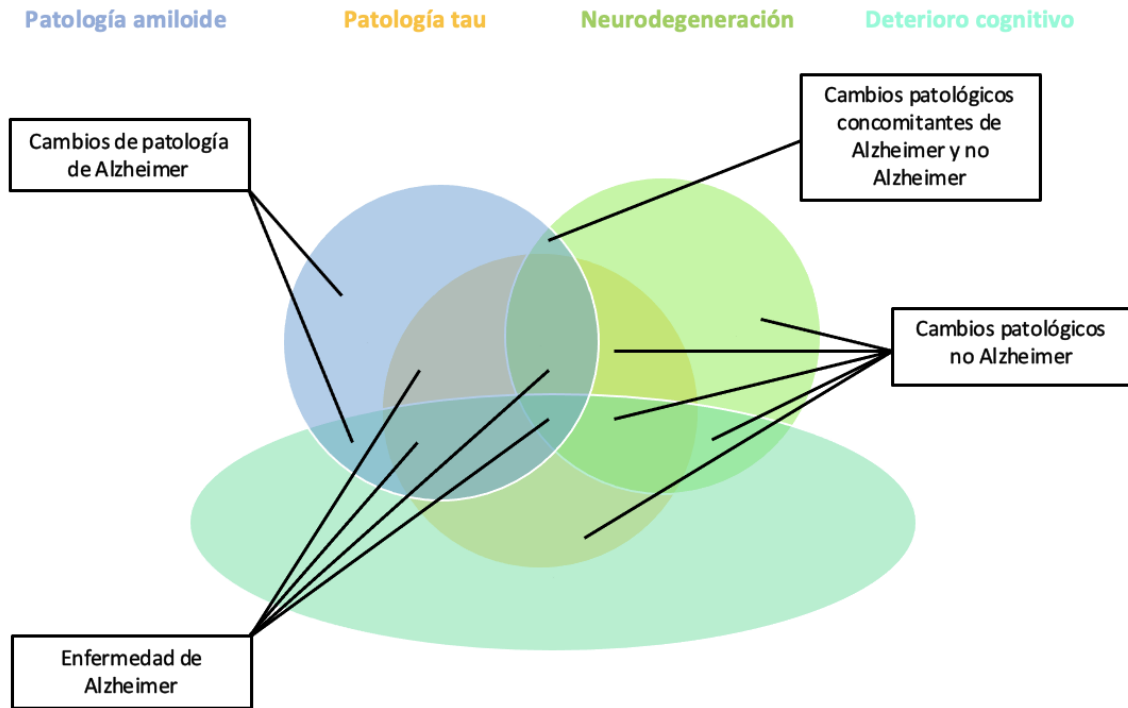 Patología amiloide
Patología tau
Neurodegeneración
Deterioro cognitivo
Cambios de patología
de Alzheimer
Cambios patológicos
concomitantes de
Alzheimer y no
Alzheimer
Cambios patológicos
no Alzheimer
Enfermedad de
Alzheimer